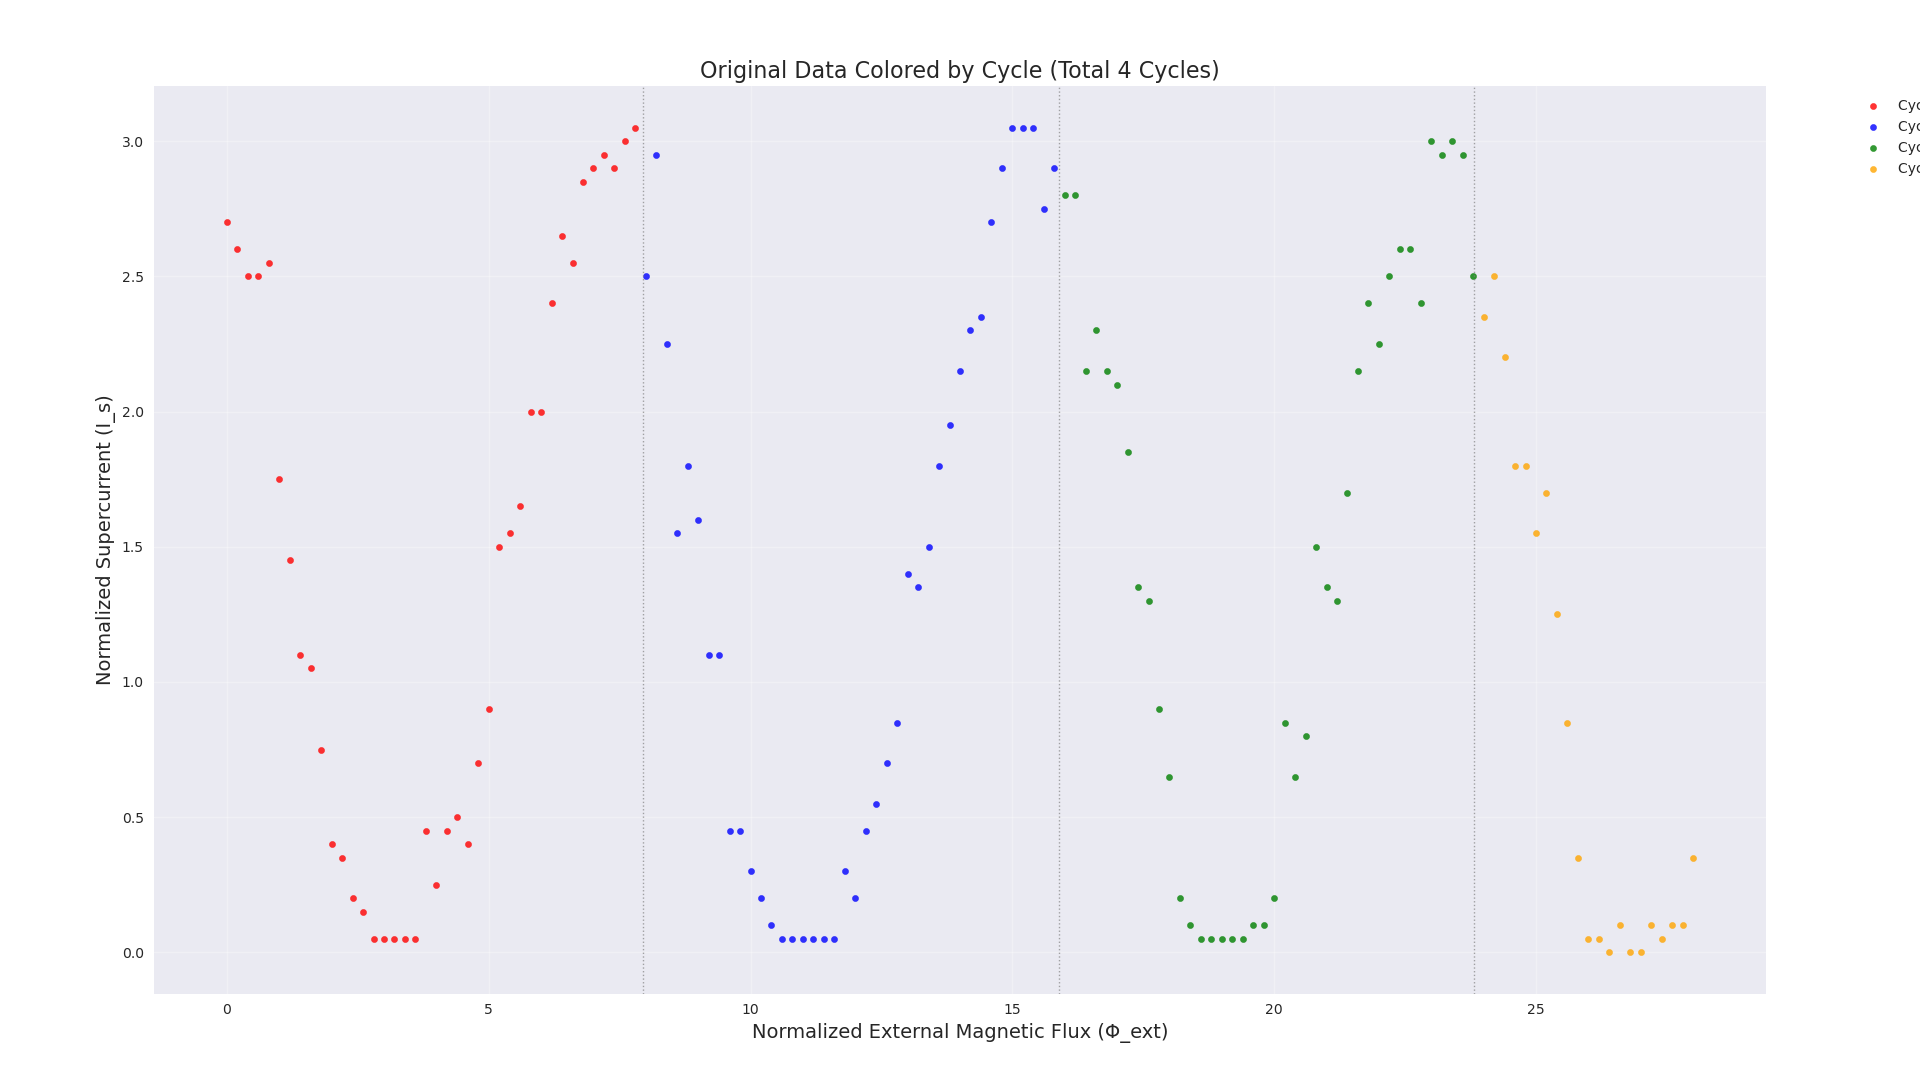 Original Data Colored by Cycle (Total 4 Cycles)
Normalized Supercurrent (I_s)
3.0
2.5
2.0
1.5
1.0
0.5
0.0
0
5
10
15
20
25
Normalized External Magnetic Flux (Φ_ext)
Cyc
Cyc
Cyc
Cyc